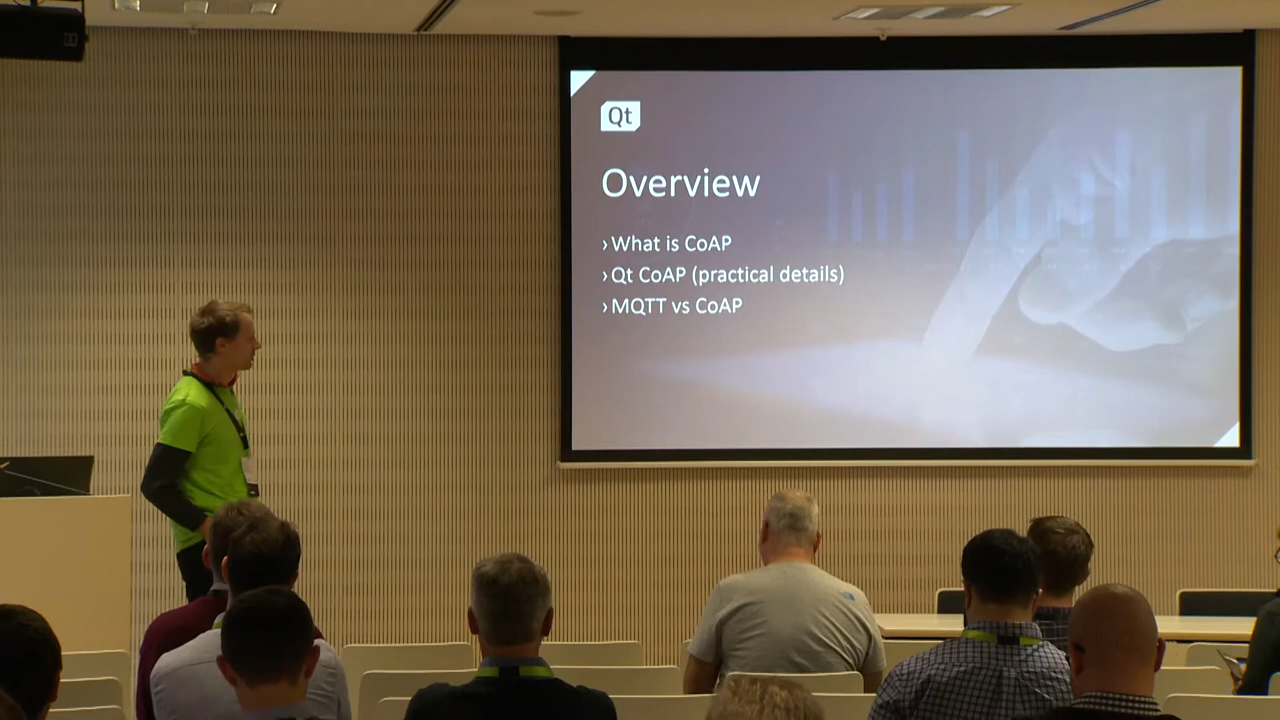 Qt
Overview
› What is CoAP
› Qt CoAP (practical details)
› MQTT vs CoAP